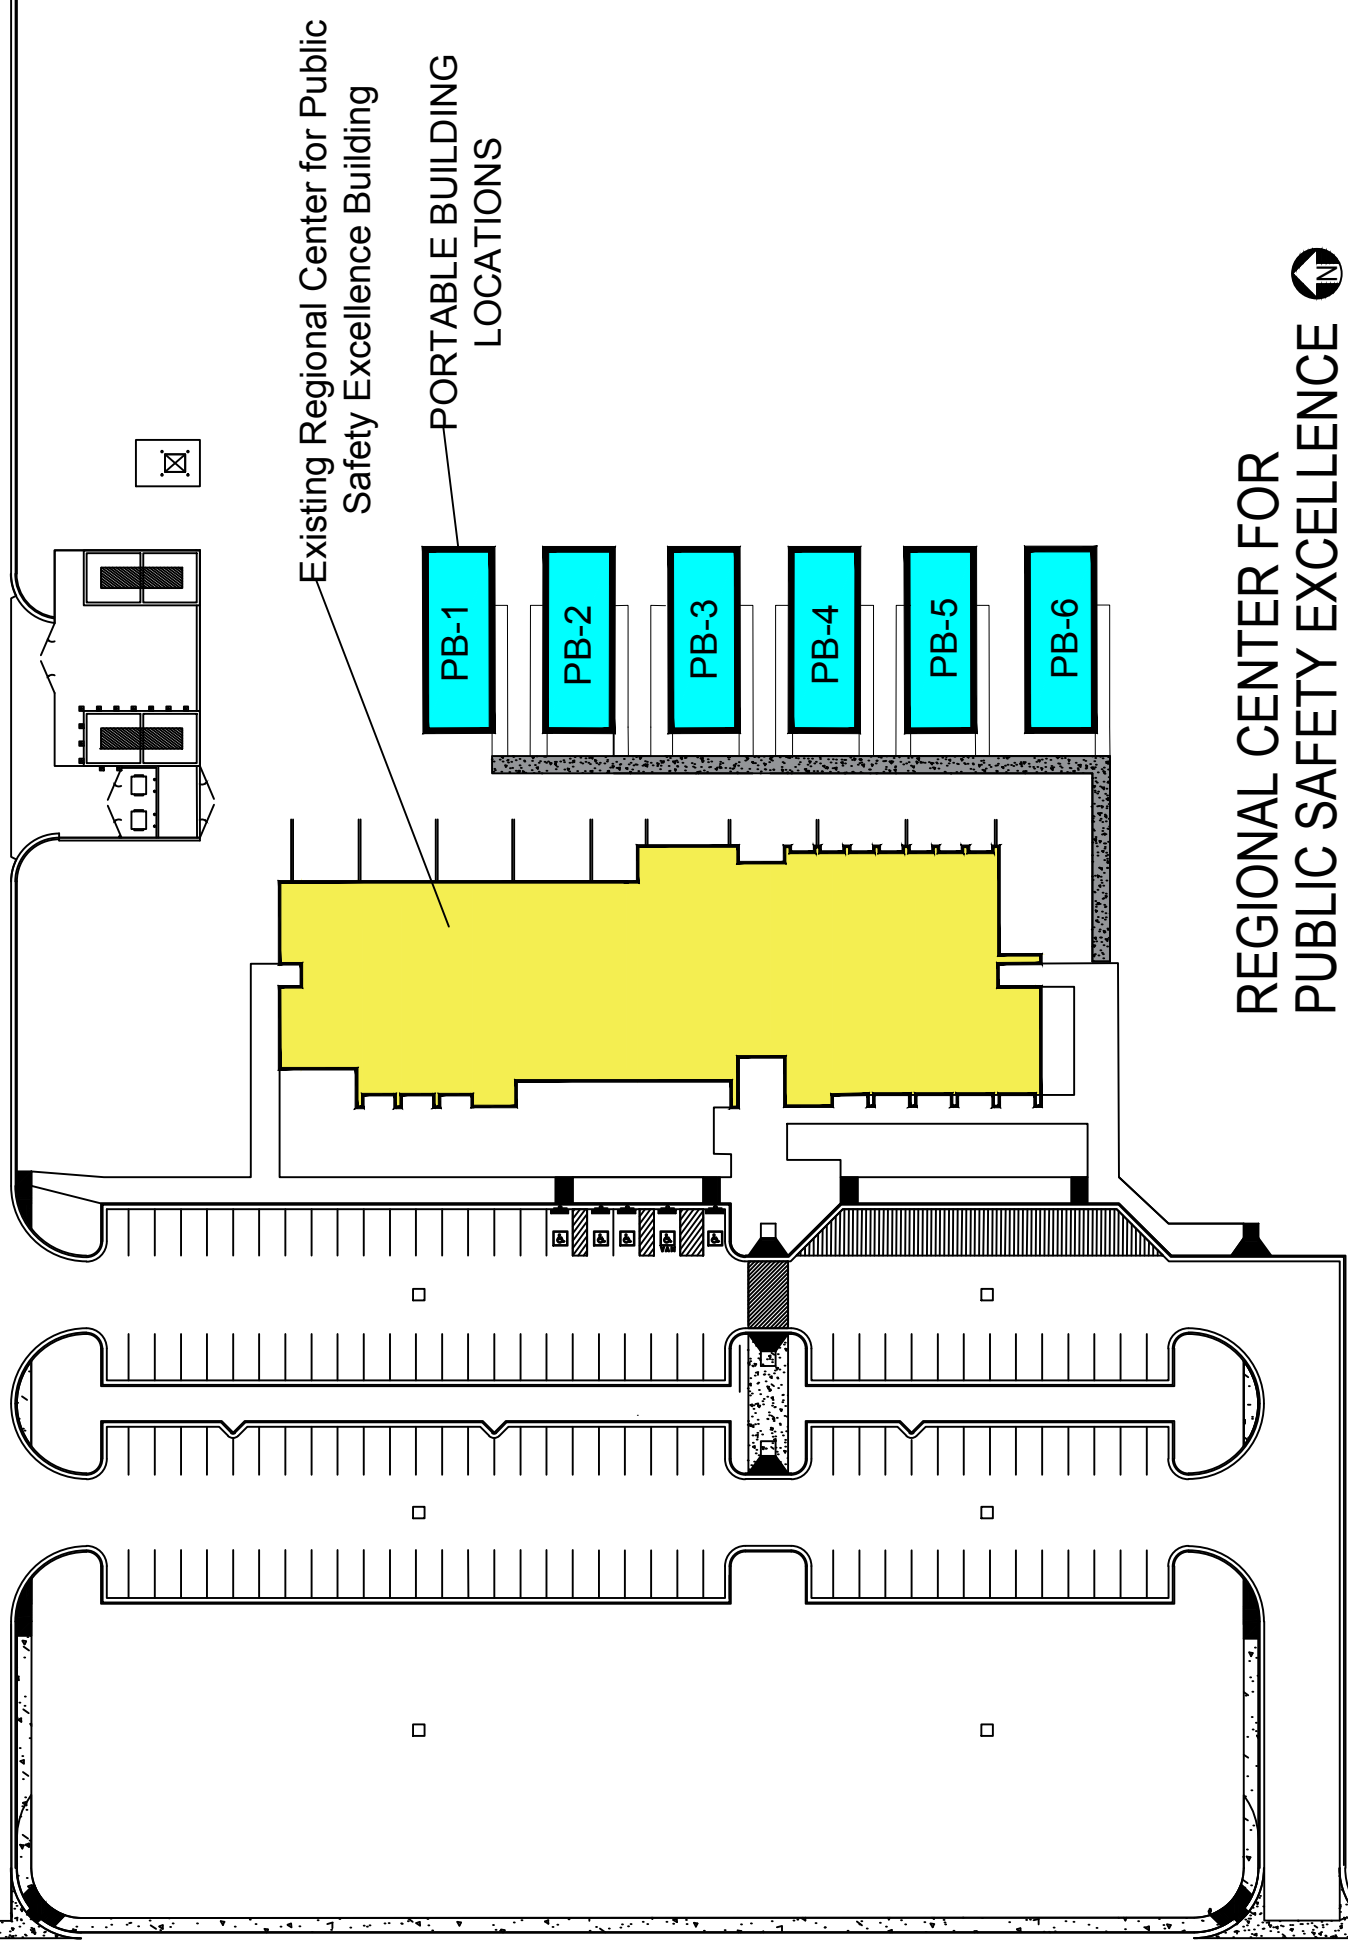 Existing Regional Center for Public
Safety Excellence Building
PORTABLE BUILDING
LOCATIONS
PB-1
PB-2
PB-3
PB-4
PB-5
PB-6
VAN
REGIONAL CENTER FOR
PUBLIC SAFETY EXCELLENCE
N